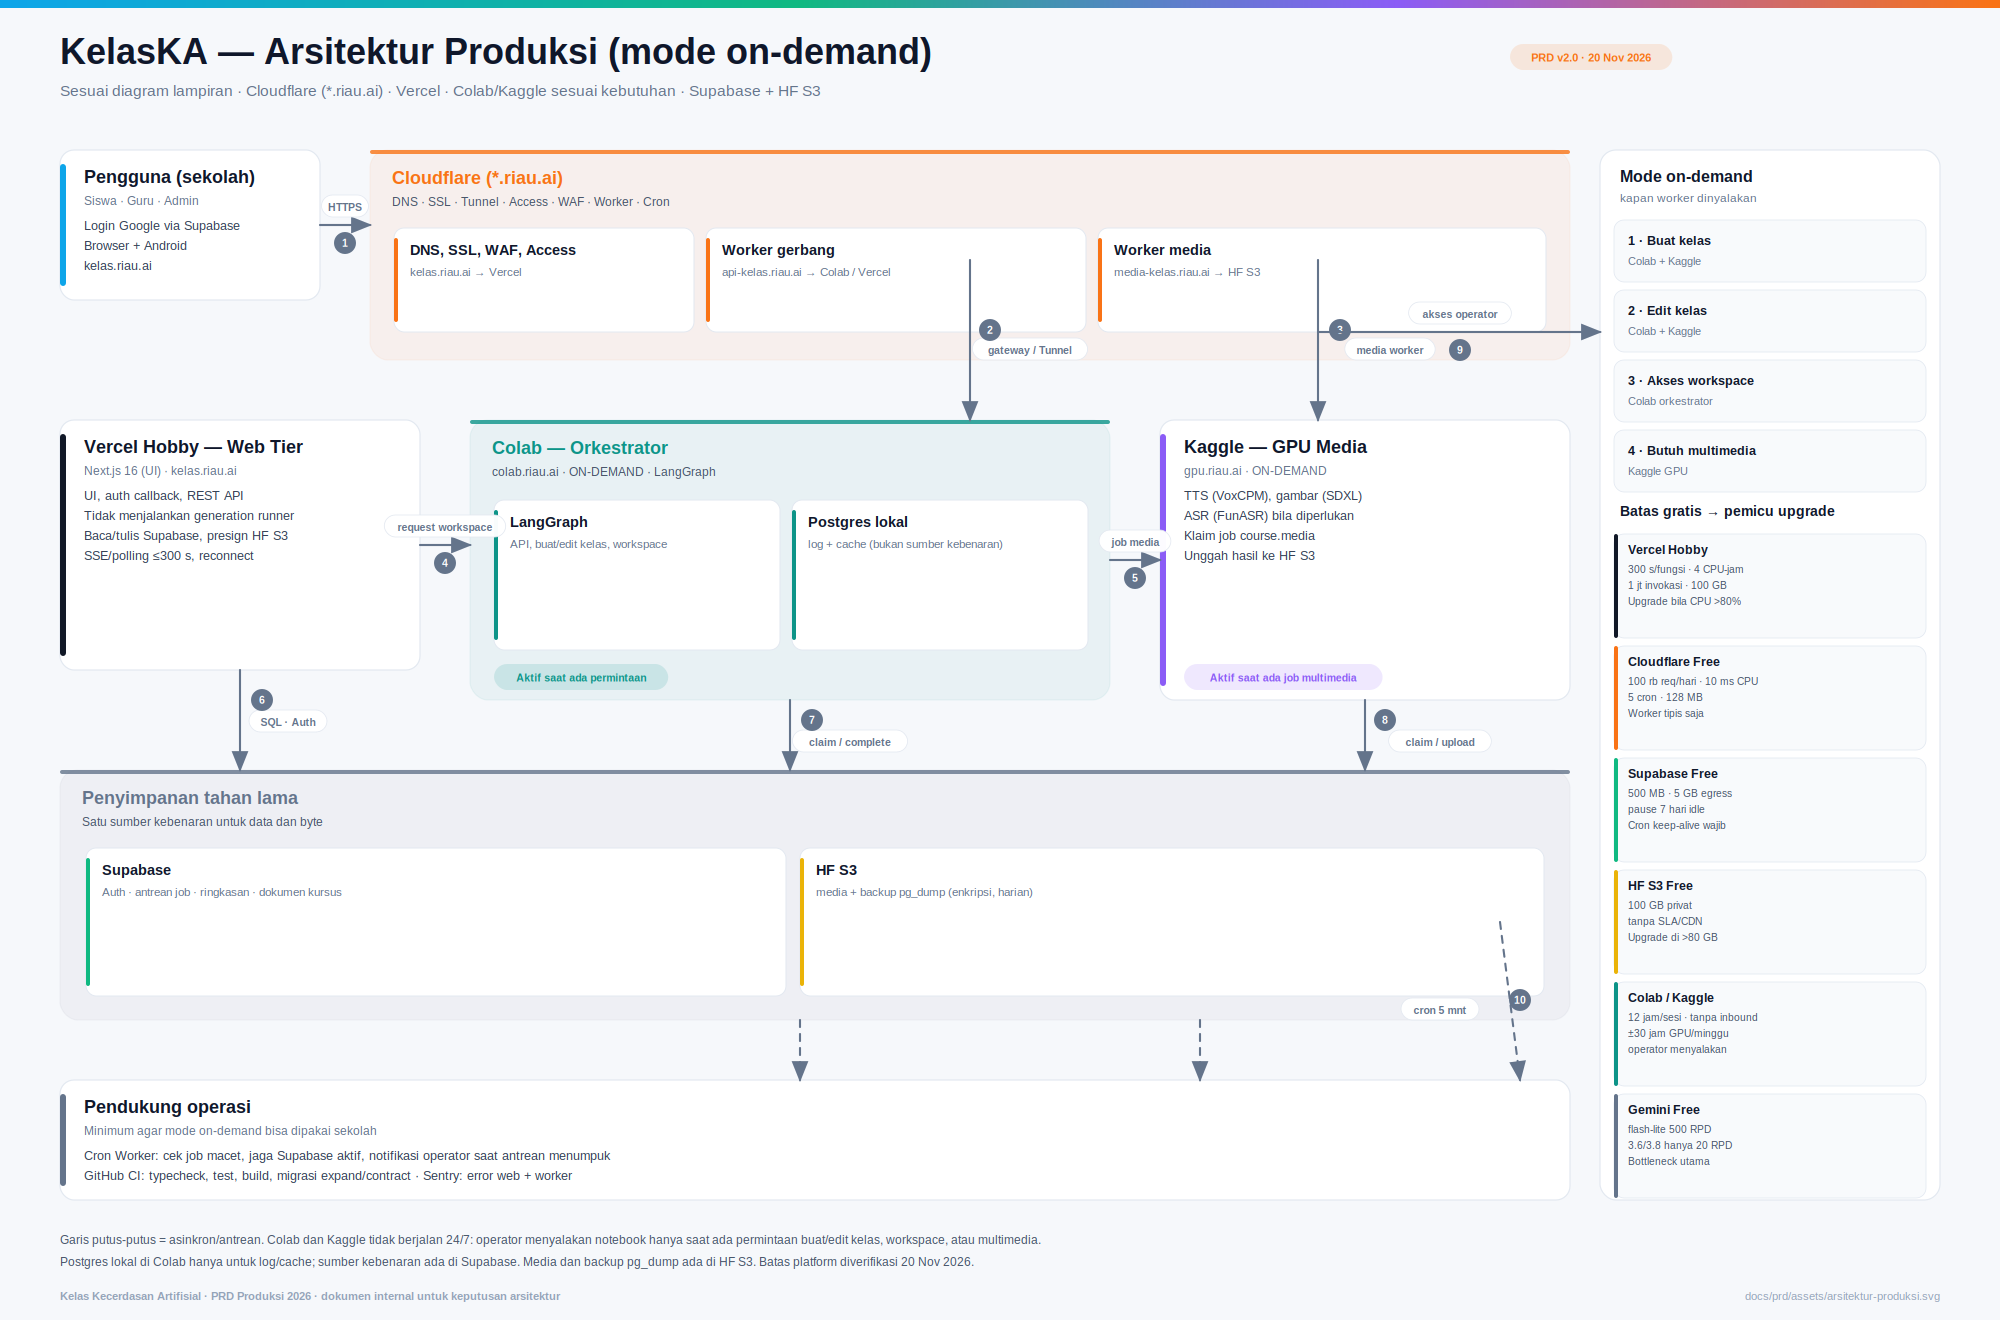 KelasKA — Arsitektur Produksi (mode on-demand)
PRD v2.0 · 20 Nov 2026
Sesuai diagram lampiran · Cloudflare (*.riau.ai) · Vercel · Colab/Kaggle sesuai kebutuhan · Supabase + HF S3
Pengguna (sekolah)
Siswa · Guru · Admin
Login Google via Supabase
Browser + Android
kelas.riau.ai
HTTPS
1
Cloudflare (*.riau.ai)
DNS · SSL · Tunnel · Access · WAF · Worker · Cron
DNS, SSL, WAF, Access
kelas.riau.ai → Vercel
Worker gerbang
api-kelas.riau.ai → Colab / Vercel
Worker media
media-kelas.riau.ai → HF S3
akses operator
2
gateway / Tunnel
3
media worker
9
Vercel Hobby — Web Tier
Next.js 16 (UI) · kelas.riau.ai
UI, auth callback, REST API
Tidak menjalankan generation runner
Baca/tulis Supabase, presign HF S3
SSE/polling ≤300 s, reconnect
request workspace
4
Colab — Orkestrator
colab.riau.ai · ON-DEMAND · LangGraph
LangGraph
API, buat/edit kelas, workspace
Postgres lokal
log + cache (bukan sumber kebenaran)
Aktif saat ada permintaan
job media
5
Kaggle — GPU Media
gpu.riau.ai · ON-DEMAND
TTS (VoxCPM), gambar (SDXL)
ASR (FunASR) bila diperlukan
Klaim job course.media
Unggah hasil ke HF S3
Aktif saat ada job multimedia
6
SQL · Auth
7
claim / complete
8
claim / upload
Penyimpanan tahan lama
Satu sumber kebenaran untuk data dan byte
Supabase
Auth · antrean job · ringkasan · dokumen kursus
HF S3
media + backup pg_dump (enkripsi, harian)
cron 5 mnt
10
Pendukung operasi
Minimum agar mode on-demand bisa dipakai sekolah
Cron Worker: cek job macet, jaga Supabase aktif, notifikasi operator saat antrean menumpuk
GitHub CI: typecheck, test, build, migrasi expand/contract · Sentry: error web + worker
Mode on-demand
kapan worker dinyalakan
1 · Buat kelas
Colab + Kaggle
2 · Edit kelas
Colab + Kaggle
3 · Akses workspace
Colab orkestrator
4 · Butuh multimedia
Kaggle GPU
Batas gratis → pemicu upgrade
Vercel Hobby
300 s/fungsi · 4 CPU-jam
1 jt invokasi · 100 GB
Upgrade bila CPU >80%
Cloudflare Free
100 rb req/hari · 10 ms CPU
5 cron · 128 MB
Worker tipis saja
Supabase Free
500 MB · 5 GB egress
pause 7 hari idle
Cron keep-alive wajib
HF S3 Free
100 GB privat
tanpa SLA/CDN
Upgrade di >80 GB
Colab / Kaggle
12 jam/sesi · tanpa inbound
±30 jam GPU/minggu
operator menyalakan
Gemini Free
flash-lite 500 RPD
3.6/3.8 hanya 20 RPD
Bottleneck utama
Garis putus-putus = asinkron/antrean. Colab dan Kaggle tidak berjalan 24/7: operator menyalakan notebook hanya saat ada permintaan buat/edit kelas, workspace, atau multimedia.
Postgres lokal di Colab hanya untuk log/cache; sumber kebenaran ada di Supabase. Media dan backup pg_dump ada di HF S3. Batas platform diverifikasi 20 Nov 2026.
Kelas Kecerdasan Artifisial · PRD Produksi 2026 · dokumen internal untuk keputusan arsitektur
docs/prd/assets/arsitektur-produksi.svg